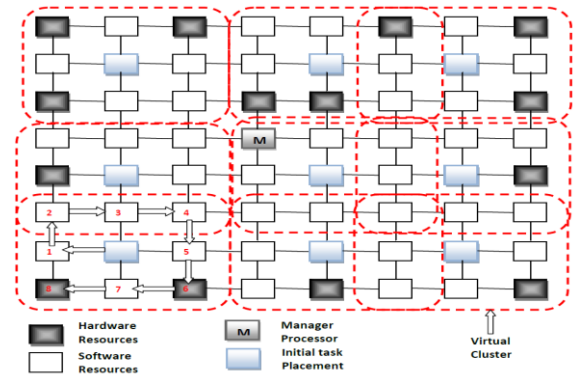 M
2 3 4
1 5
8 7 6
Hardware
Resources
M
Manager
Processor
Software
Resources
Initial task
Placement
Virtual
Cluster